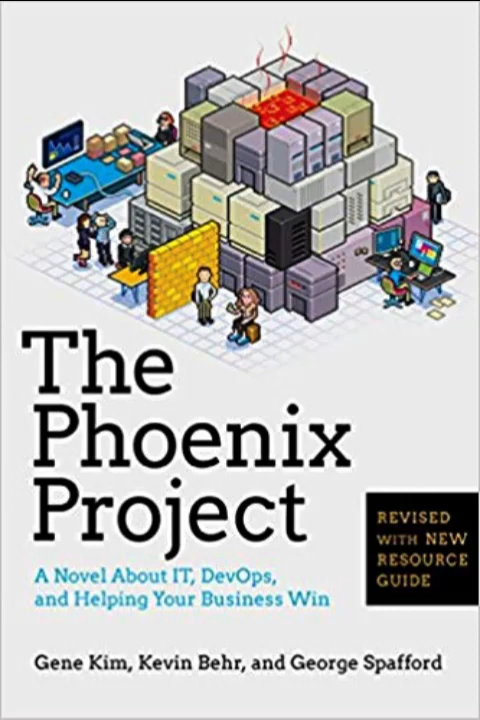 The
Phoenix
Project
REVISED
WITH NEW
RESOURCE
GUIDE
A Novel About IT, DevOps,
and Helping Your Business Win
Gene Kim, Kevin Behr, and George Spafford